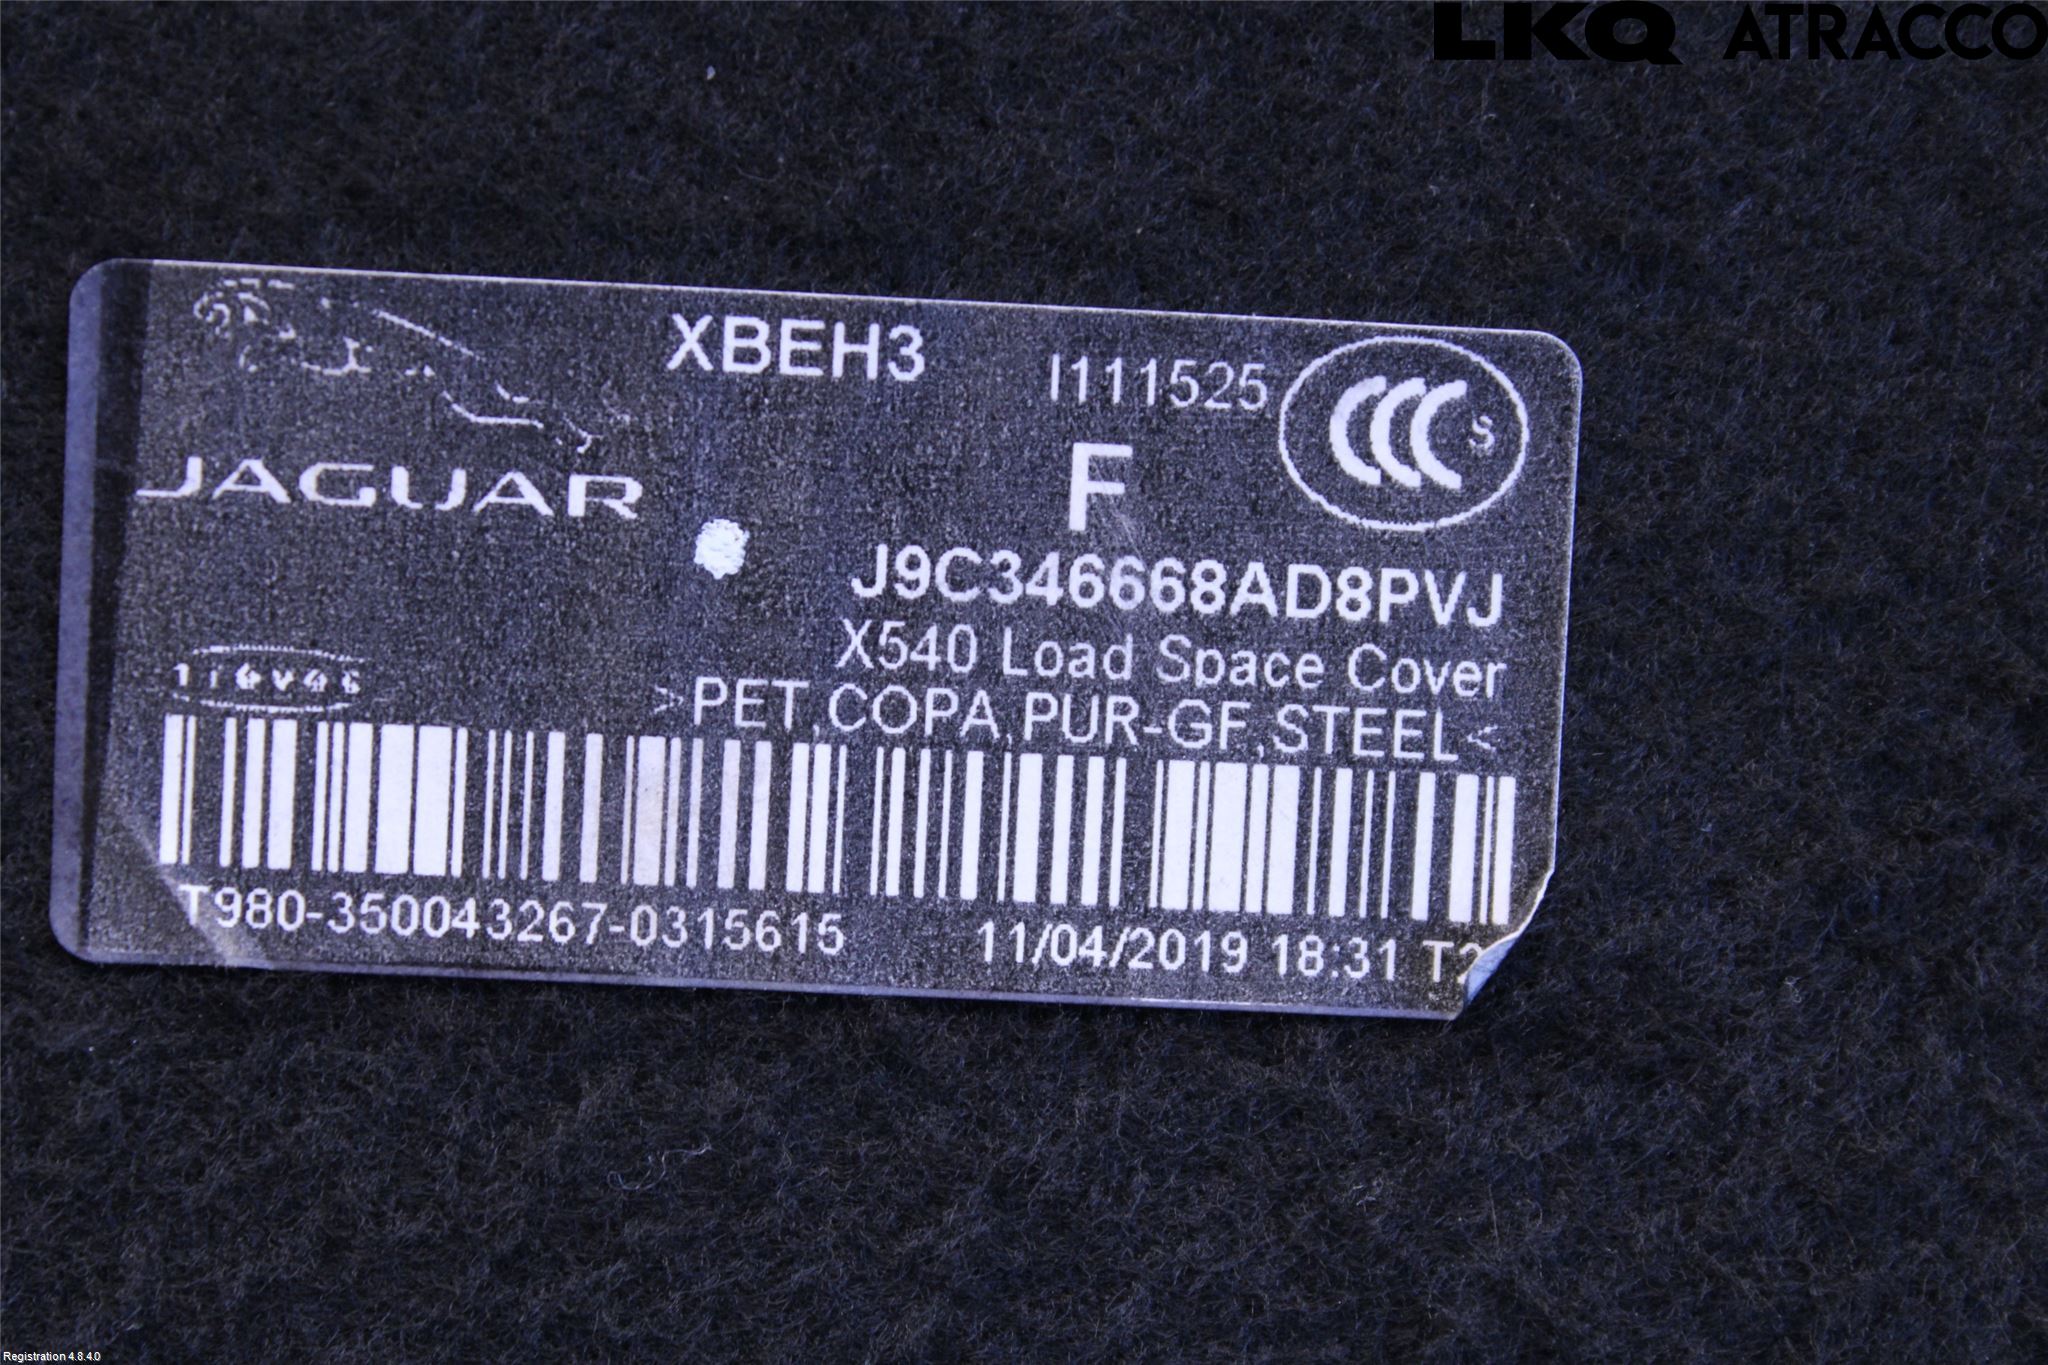 LKQ ATRACCO
XBEH3
I111525
CCC S
JAGUAR
F
J9C346668AD8PVJ
X540 Load Space Cover
>PET,COPA,PUR-GF,STEEL<
T980-350043267-0315615
11/04/2019 18:31
Registration 4.8.4.0